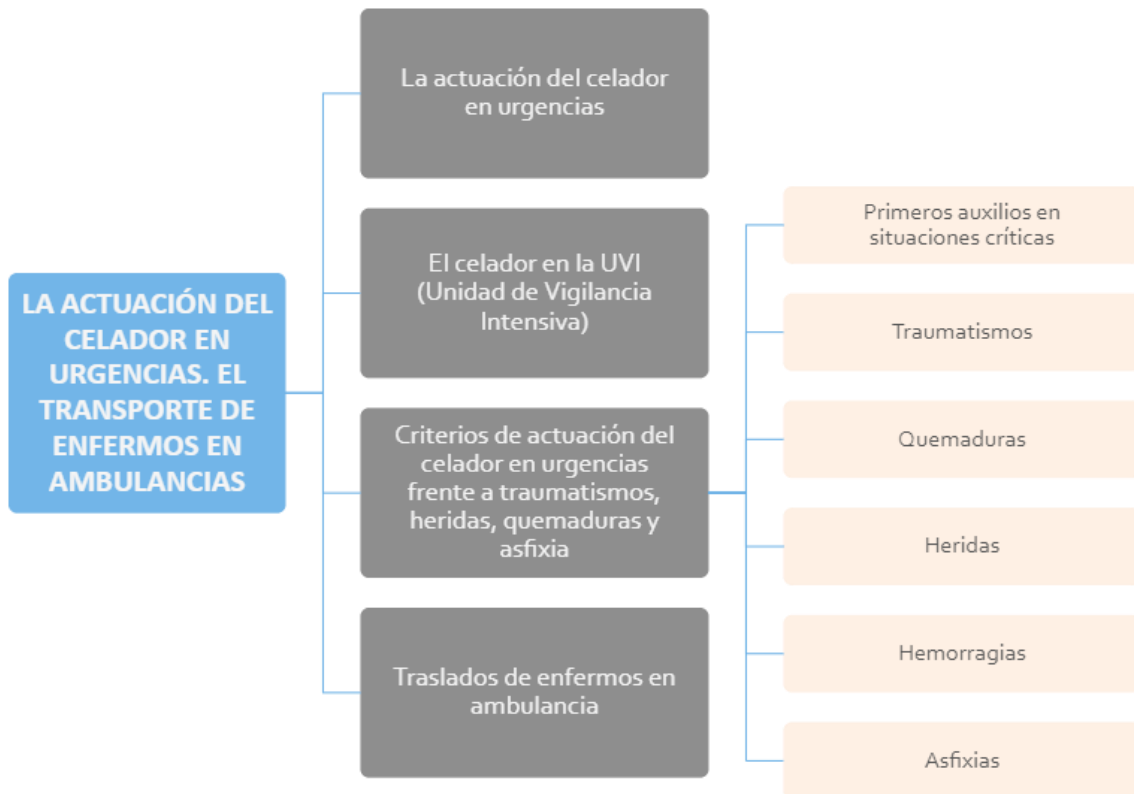 LA ACTUACIÓN DEL
CELADOR EN
URGENCIAS. EL
TRANSPORTE DE
ENFERMOS EN
AMBULANCIAS
La actuación del celador
en urgencias
El celador en la UVI
(Unidad de Vigilancia
Intensiva)
Criterios de actuación del
celador en urgencias
frente a traumatismos,
heridas, quemaduras y
asfixia
Traslados de enfermos en
ambulancia
Primeros auxilios en
situaciones críticas
Traumatismos
Quemaduras
Heridas
Hemorragias
Asfixias